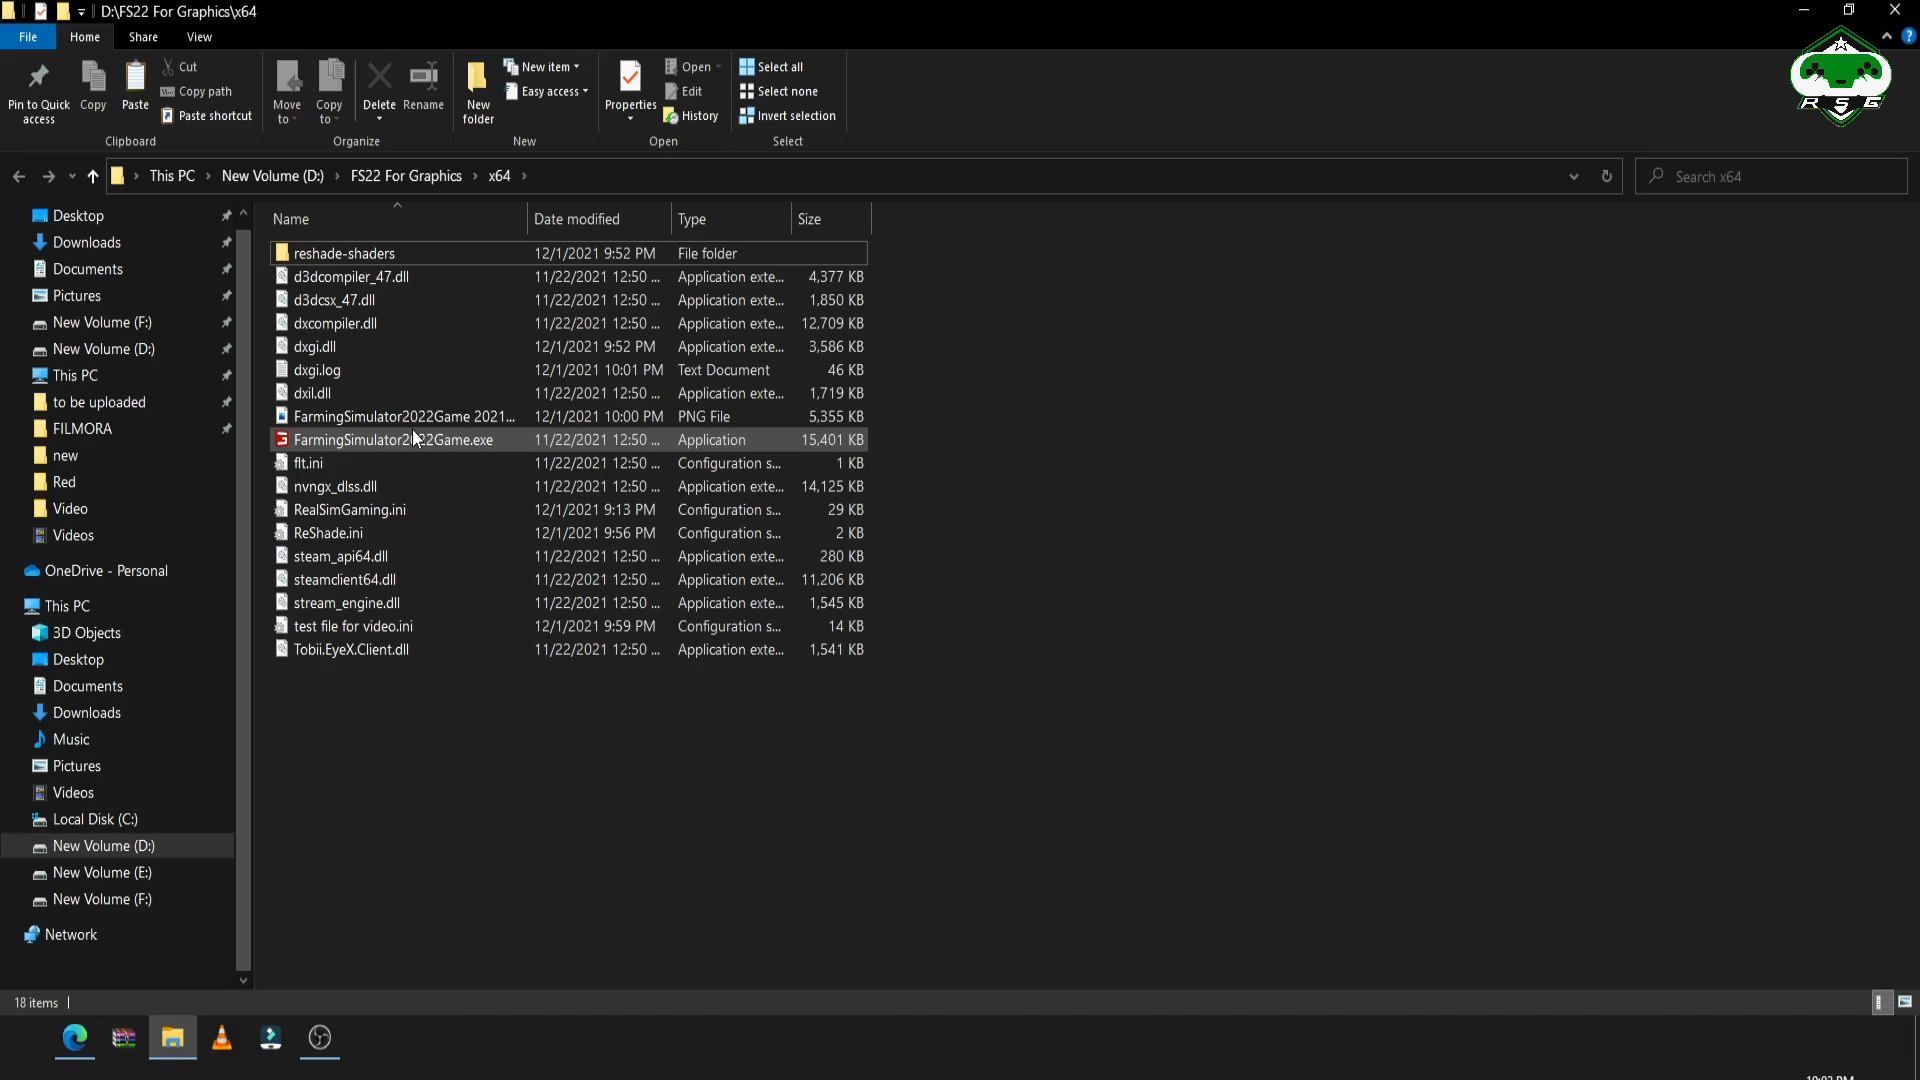 D:\FS22 For Graphics\x64
File Home Share View
Pin to Quick access
Copy
Paste
Cut
Copy path
Paste shortcut
Move to
Copy to
Delete
Rename
New folder
New item
Easy access
Properties
Open
Edit
History
Select all
Select none
Invert selection
Clipboard Organize New Open Select
R S G
This PC New Volume (D:) FS22 For Graphics x64
Search x64
Desktop
Downloads
Documents
Pictures
New Volume (F:)
New Volume (D:)
This PC
to be uploaded
FILMORA
new
Red
Video
Videos
OneDrive - Personal
This PC
3D Objects
Desktop
Documents
Downloads
Music
Pictures
Videos
Local Disk (C:)
New Volume (D:)
New Volume (E:)
New Volume (F:)
Network
Name Date modified Type Size
reshade-shaders 12/1/2021 9:52 PM File folder
d3dcompiler_47.dll 11/22/2021 12:50 ... Application exte... 4,377 KB
d3dcsx_47.dll 11/22/2021 12:50 ... Application exte... 1,850 KB
dxcompiler.dll 11/22/2021 12:50 ... Application exte... 12,709 KB
dxgi.dll 12/1/2021 9:52 PM Application exte... 3,586 KB
dxgi.log 12/1/2021 10:01 PM Text Document 46 KB
dxil.dll 11/22/2021 12:50 ... Application exte... 1,719 KB
FarmingSimulator2022Game 2021... 12/1/2021 10:00 PM PNG File 5,355 KB
FarmingSimulator2022Game.exe 11/22/2021 12:50 ... Application 15,401 KB
flt.ini 11/22/2021 12:50 ... Configuration s... 1 KB
nvngx_dlss.dll 11/22/2021 12:50 ... Application exte... 14,125 KB
RealSimGaming.ini 12/1/2021 9:13 PM Configuration s... 29 KB
ReShade.ini 12/1/2021 9:56 PM Configuration s... 2 KB
steam_api64.dll 11/22/2021 12:50 ... Application exte... 280 KB
steamclient64.dll 11/22/2021 12:50 ... Application exte... 11,206 KB
stream_engine.dll 11/22/2021 12:50 ... Application exte... 1,545 KB
test file for video.ini 12/1/2021 9:59 PM Configuration s... 14 KB
Tobii.EyeX.Client.dll 11/22/2021 12:50 ... Application exte... 1,541 KB
18 items